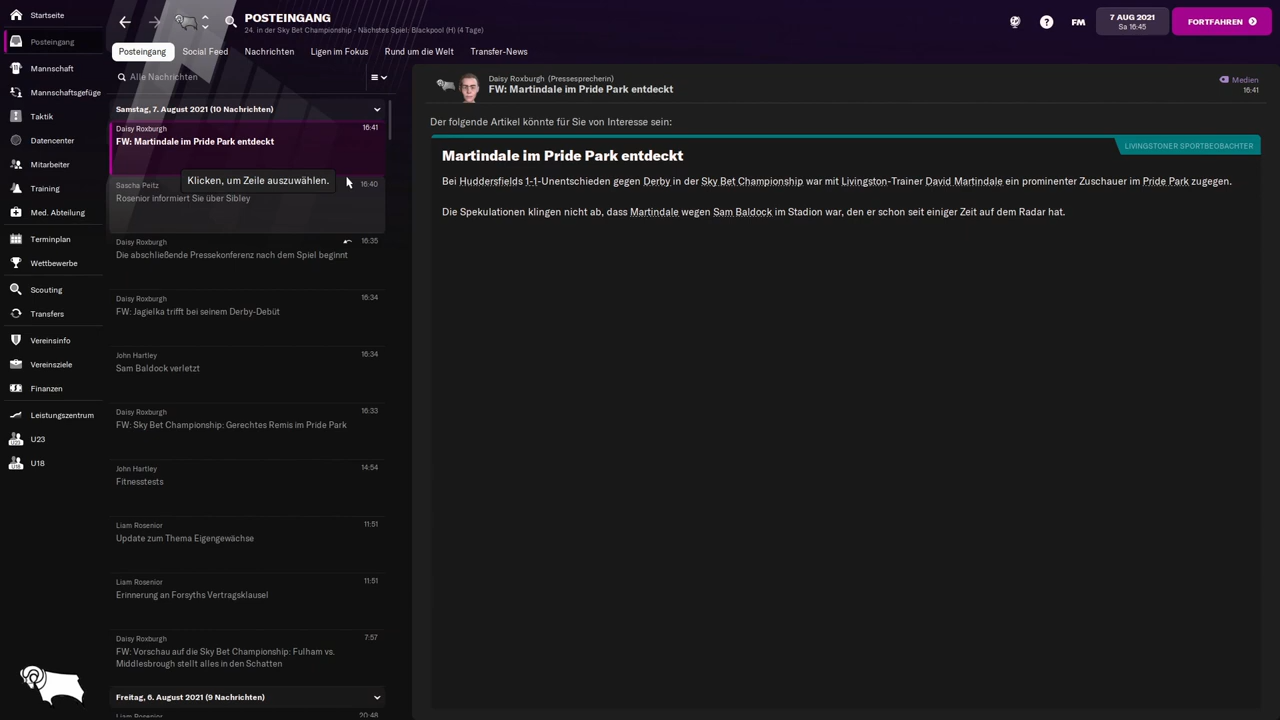 Startseite
Posteingang
Mannschaft
Mannschaftsgefüge
Taktik
Datencenter
Mitarbeiter
Training
Med. Abteilung
Terminplan
Wettbewerbe
Scouting
Transfers
Vereinsinfo
Vereinsziele
Finanzen
Leistungszentrum
U23
U18
POSTEINGANG
24. in der Sky Bet Championship - Nächstes Spiel: Blackpool (H) (4 Tage)
FM
7 AUG 2021
Sa 16:45
FORTFAHREN
Posteingang Social Feed Nachrichten Ligen im Fokus Rund um die Welt Transfer-News
Alle Nachrichten
Samstag, 7. August 2021 (10 Nachrichten)
Daisy Roxburgh 16:41
FW: Martindale im Pride Park entdeckt
Klicken, um Zeile auszuwählen.
Sascha Peitz 16:40
Rosenior informiert Sie über Sibley
Daisy Roxburgh 16:35
Die abschließende Pressekonferenz nach dem Spiel beginnt
Daisy Roxburgh 16:34
FW: Jagielka trifft bei seinem Derby-Debüt
John Hartley 16:34
Sam Baldock verletzt
Daisy Roxburgh 16:33
FW: Sky Bet Championship: Gerechtes Remis im Pride Park
John Hartley 14:54
Fitnesstests
Liam Rosenior 11:51
Update zum Thema Eigengewächse
Liam Rosenior 11:51
Erinnerung an Forsyths Vertragsklausel
Daisy Roxburgh 7:57
FW: Vorschau auf die Sky Bet Championship: Fulham vs.
Middlesbrough stellt alles in den Schatten
Freitag, 6. August 2021 (9 Nachrichten)
Liam Rosenior 20:48
Daisy Roxburgh (Pressesprecherin)
FW: Martindale im Pride Park entdeckt
Medien
16:41
Der folgende Artikel könnte für Sie von Interesse sein:
LIVINGSTONER SPORTBEOBACHTER
Martindale im Pride Park entdeckt
Bei Huddersfields 1-1-Unentschieden gegen Derby in der Sky Bet Championship war mit Livingston-Trainer David Martindale ein prominenter Zuschauer im Pride Park zugegen.
Die Spekulationen klingen nicht ab, dass Martindale wegen Sam Baldock im Stadion war, den er schon seit einiger Zeit auf dem Radar hat.